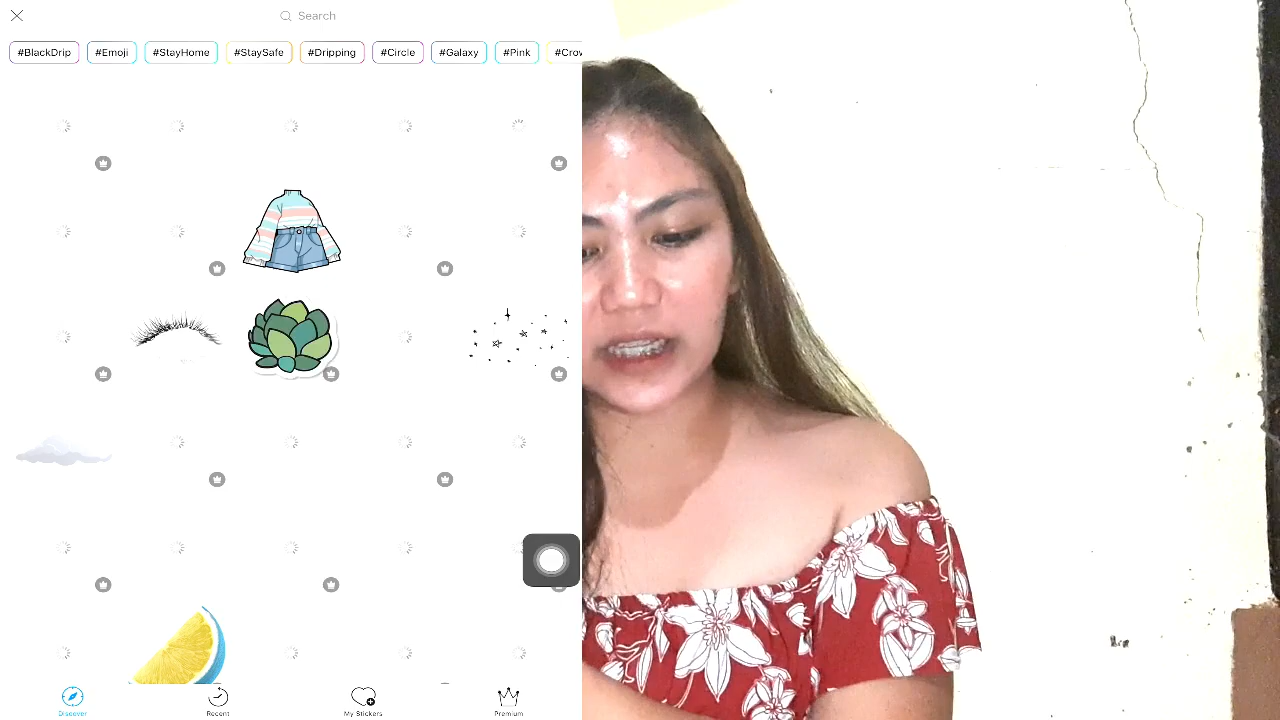 Search
#BlackDrip #Emoji #StayHome #StaySafe #Dripping #Circle #Galaxy #Pink
Discover Recent My Stickers Premium